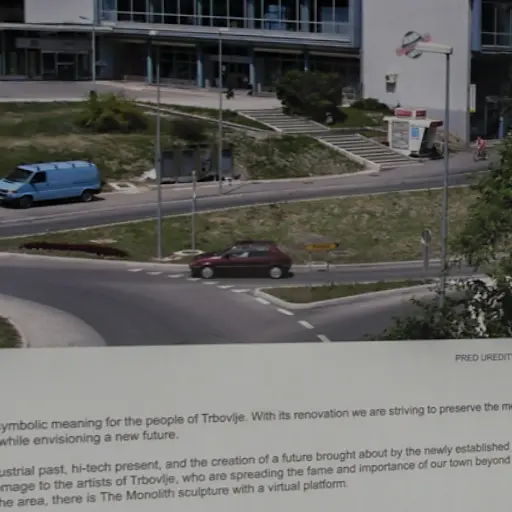 PRED UREDIT
symbolic meaning for the people of Trbovlje. With its renovation we are striving to preserve the me
while envisioning a new future.
ustrial past, hi-tech present, and the creation of a future brought about by the newly established
omage to the artists of Trbovlje, who are spreading the fame and importance of our town beyond
he area, there is The Monolith sculpture with a virtual platform.